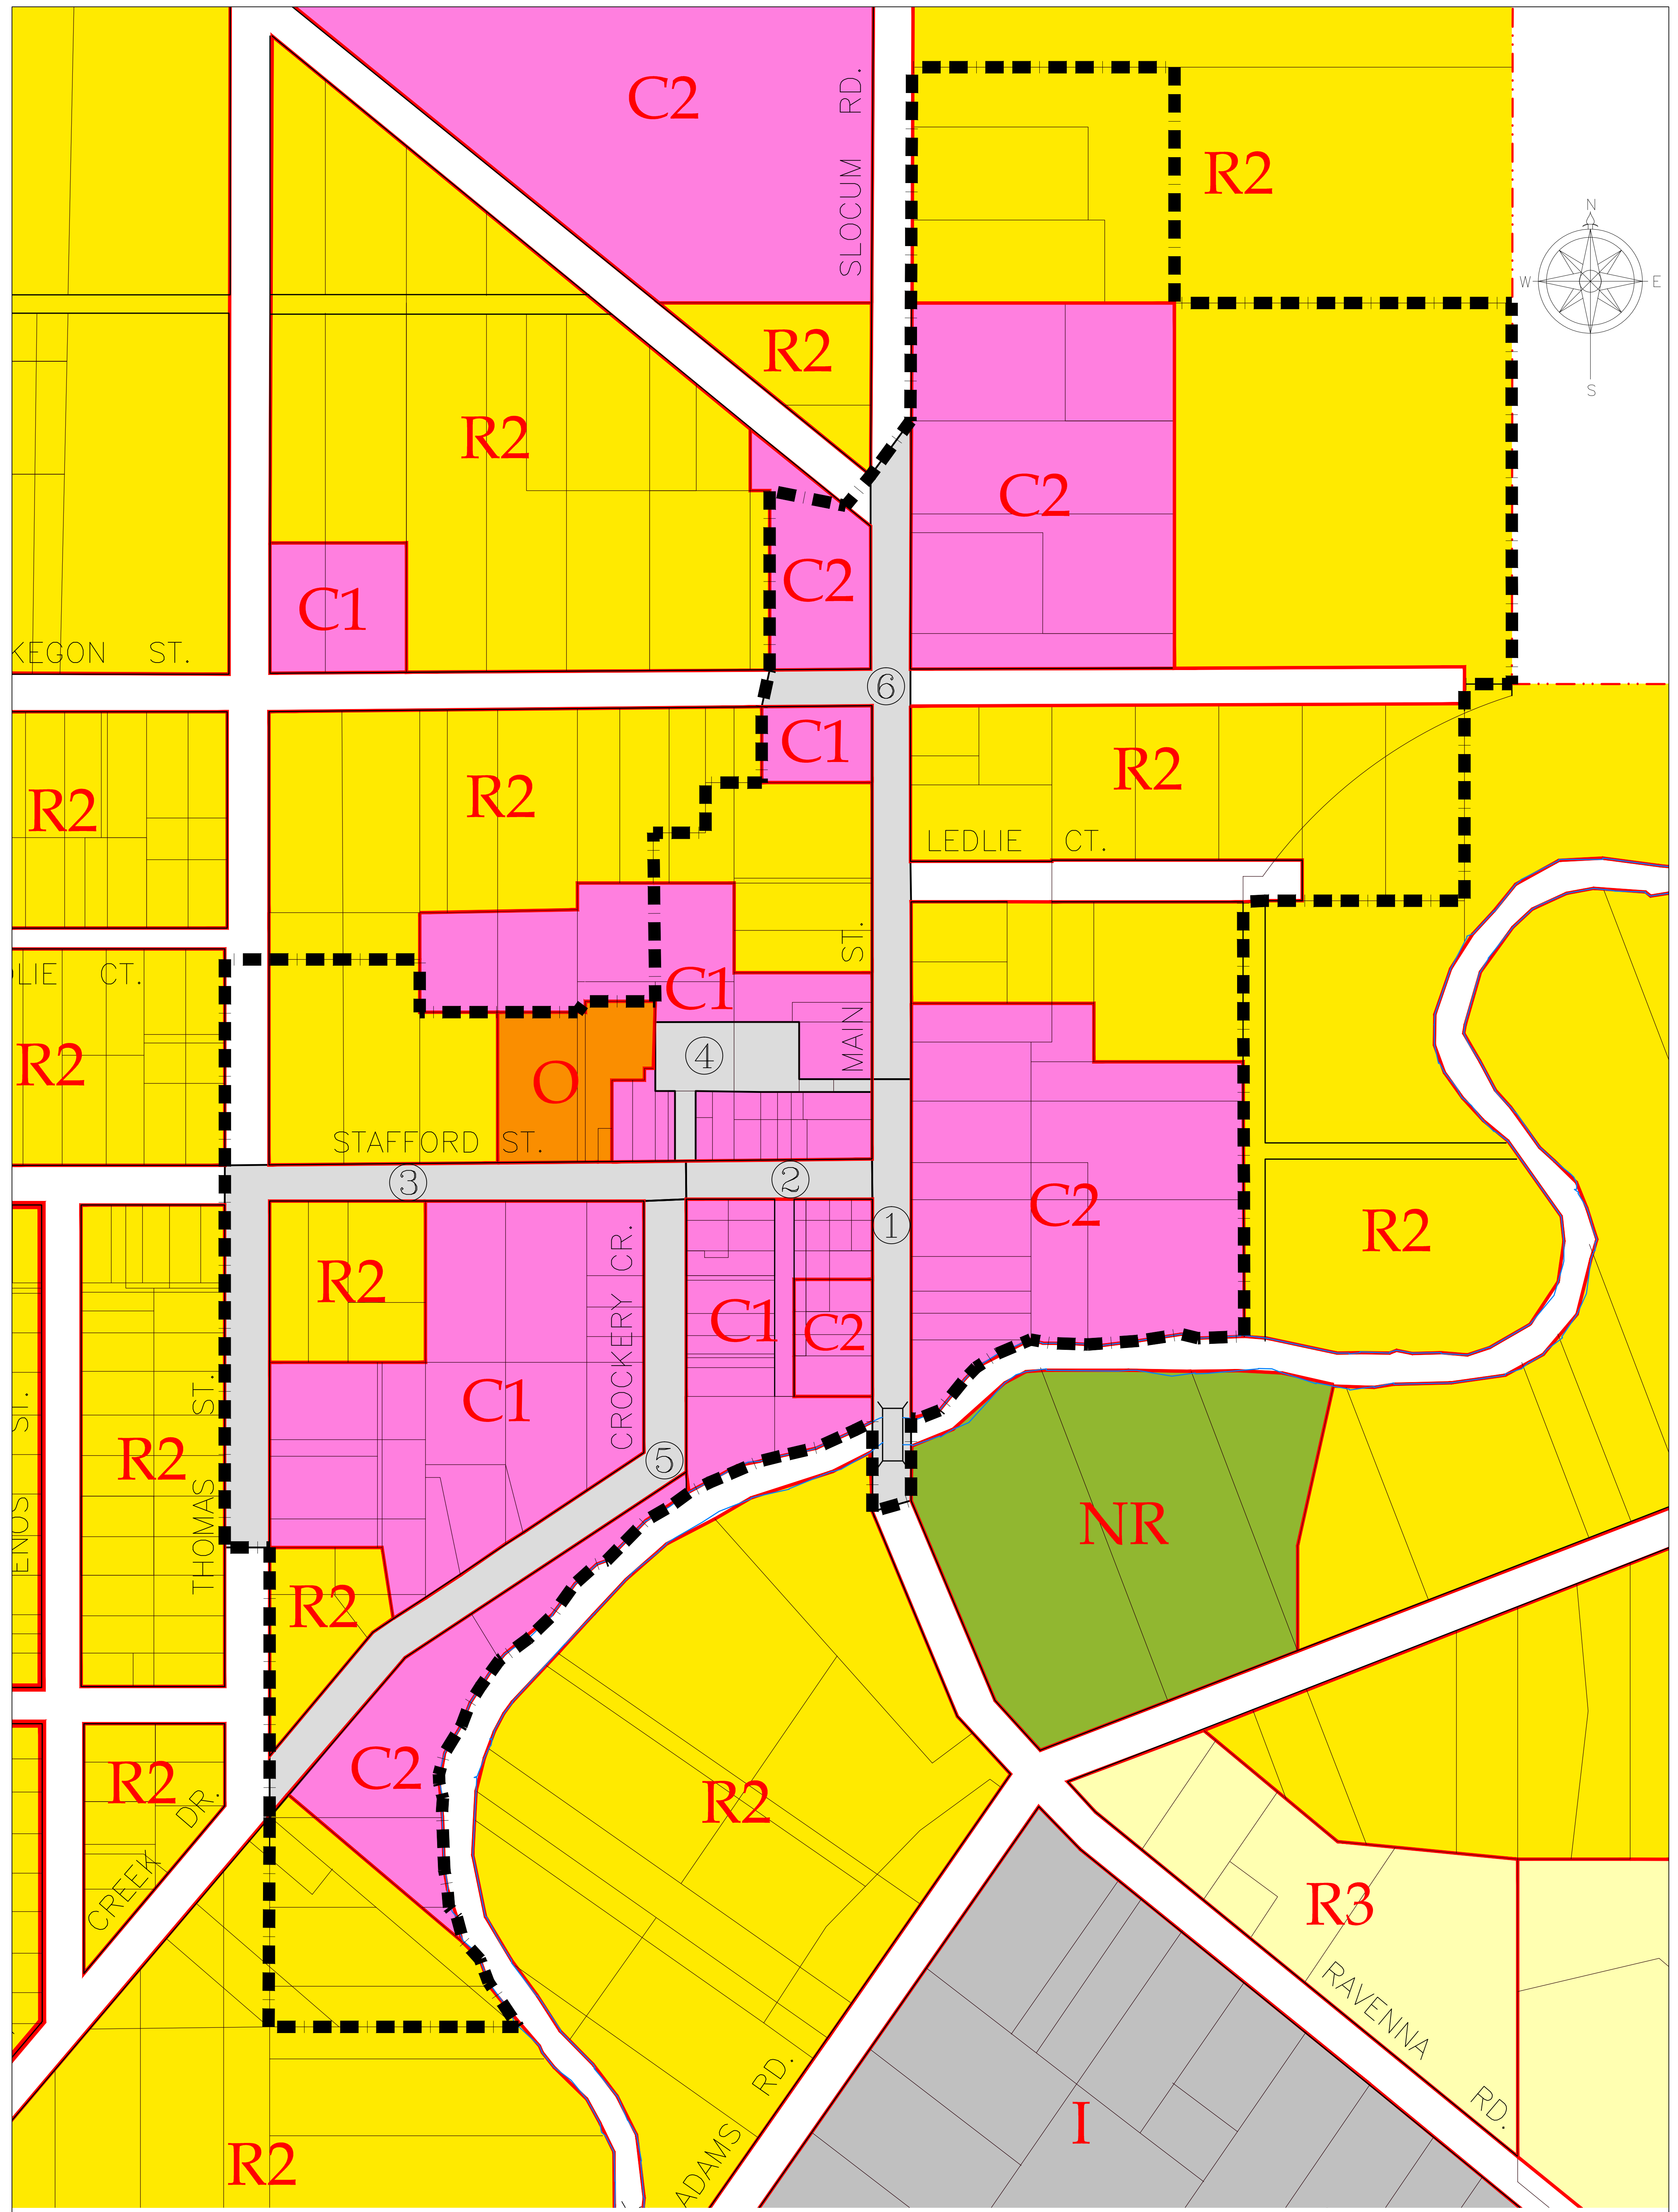 C2
SLOCUM RD.
R2
N
W E
S
R2
R2
C2
C2
C1
KEGON ST.
6
C1
R2
R2
R2
LEDLIE CT.
ST.
LIE CT.
C1
MAIN
R2
4
O
STAFFORD ST.
3
2
C2
1
R2
R2
CROCKERY CR.
C1
C2
C1
ST.
THOMAS ST.
R2
5
ENOS
NR
R2
C2
R2
R2
CREEK DR.
R3
RAVENNA RD.
ADAMS RD.
I
R2